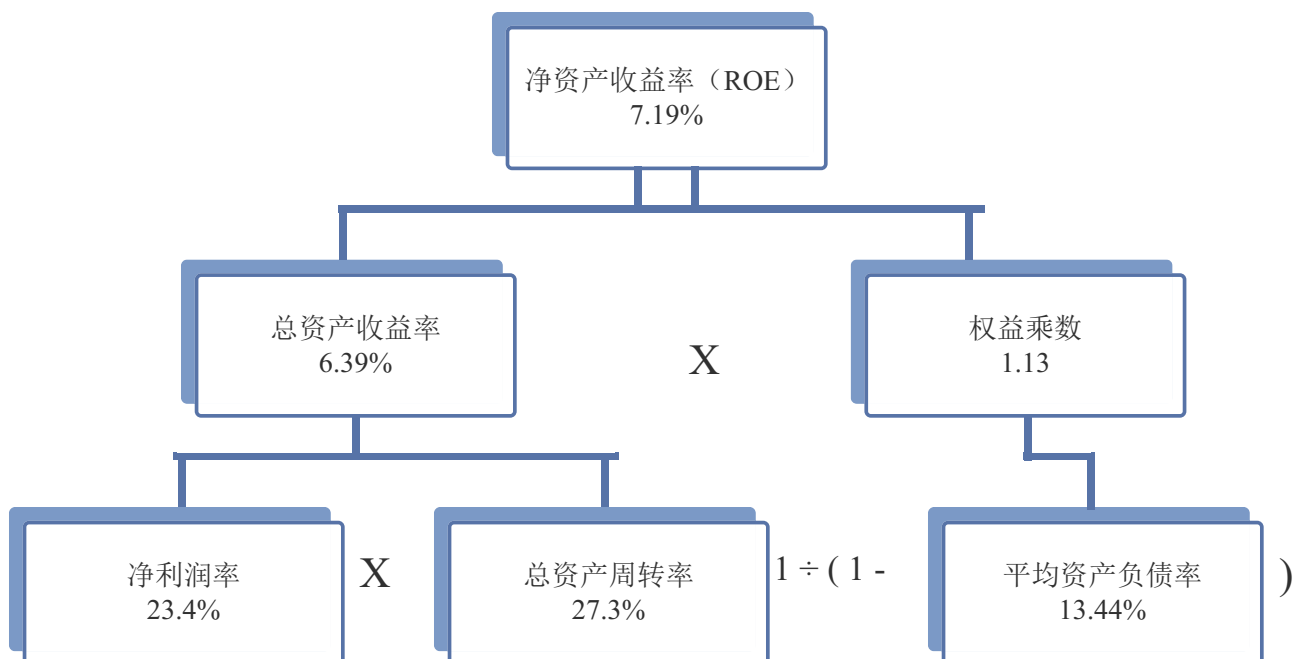 净资产收益率（ROE）
7.19%
总资产收益率
6.39%
X
权益乘数
1.13
净利润率
23.4%
X
总资产周转率
27.3%
1 ÷ ( 1 -
平均资产负债率
13.44%
)